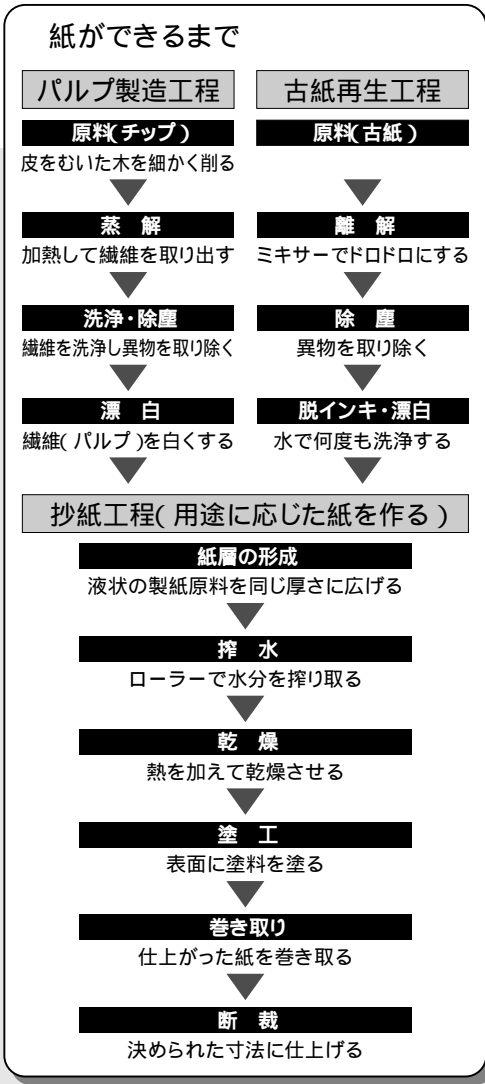 紙ができるまで
パルプ製造工程
原料(チップ)
皮をむいた木を細かく削る
蒸 解
加熱して繊維を取り出す
洗浄・除塵
繊維を洗浄し異物を取り除く
漂 白
繊維(パルプ)を白くする
古紙再生工程
原料(古紙)
離 解
ミキサーでドロドロにする
除 塵
異物を取り除く
脱インキ・漂白
水で何度も洗浄する
抄紙工程(用途に応じた紙を作る)
紙層の形成
液状の製紙原料を同じ厚さに広げる
搾 水
ローラーで水分を搾り取る
乾 燥
熱を加えて乾燥させる
塗 工
表面に塗料を塗る
巻き取り
仕上がった紙を巻き取る
断 裁
決められた寸法に仕上げる